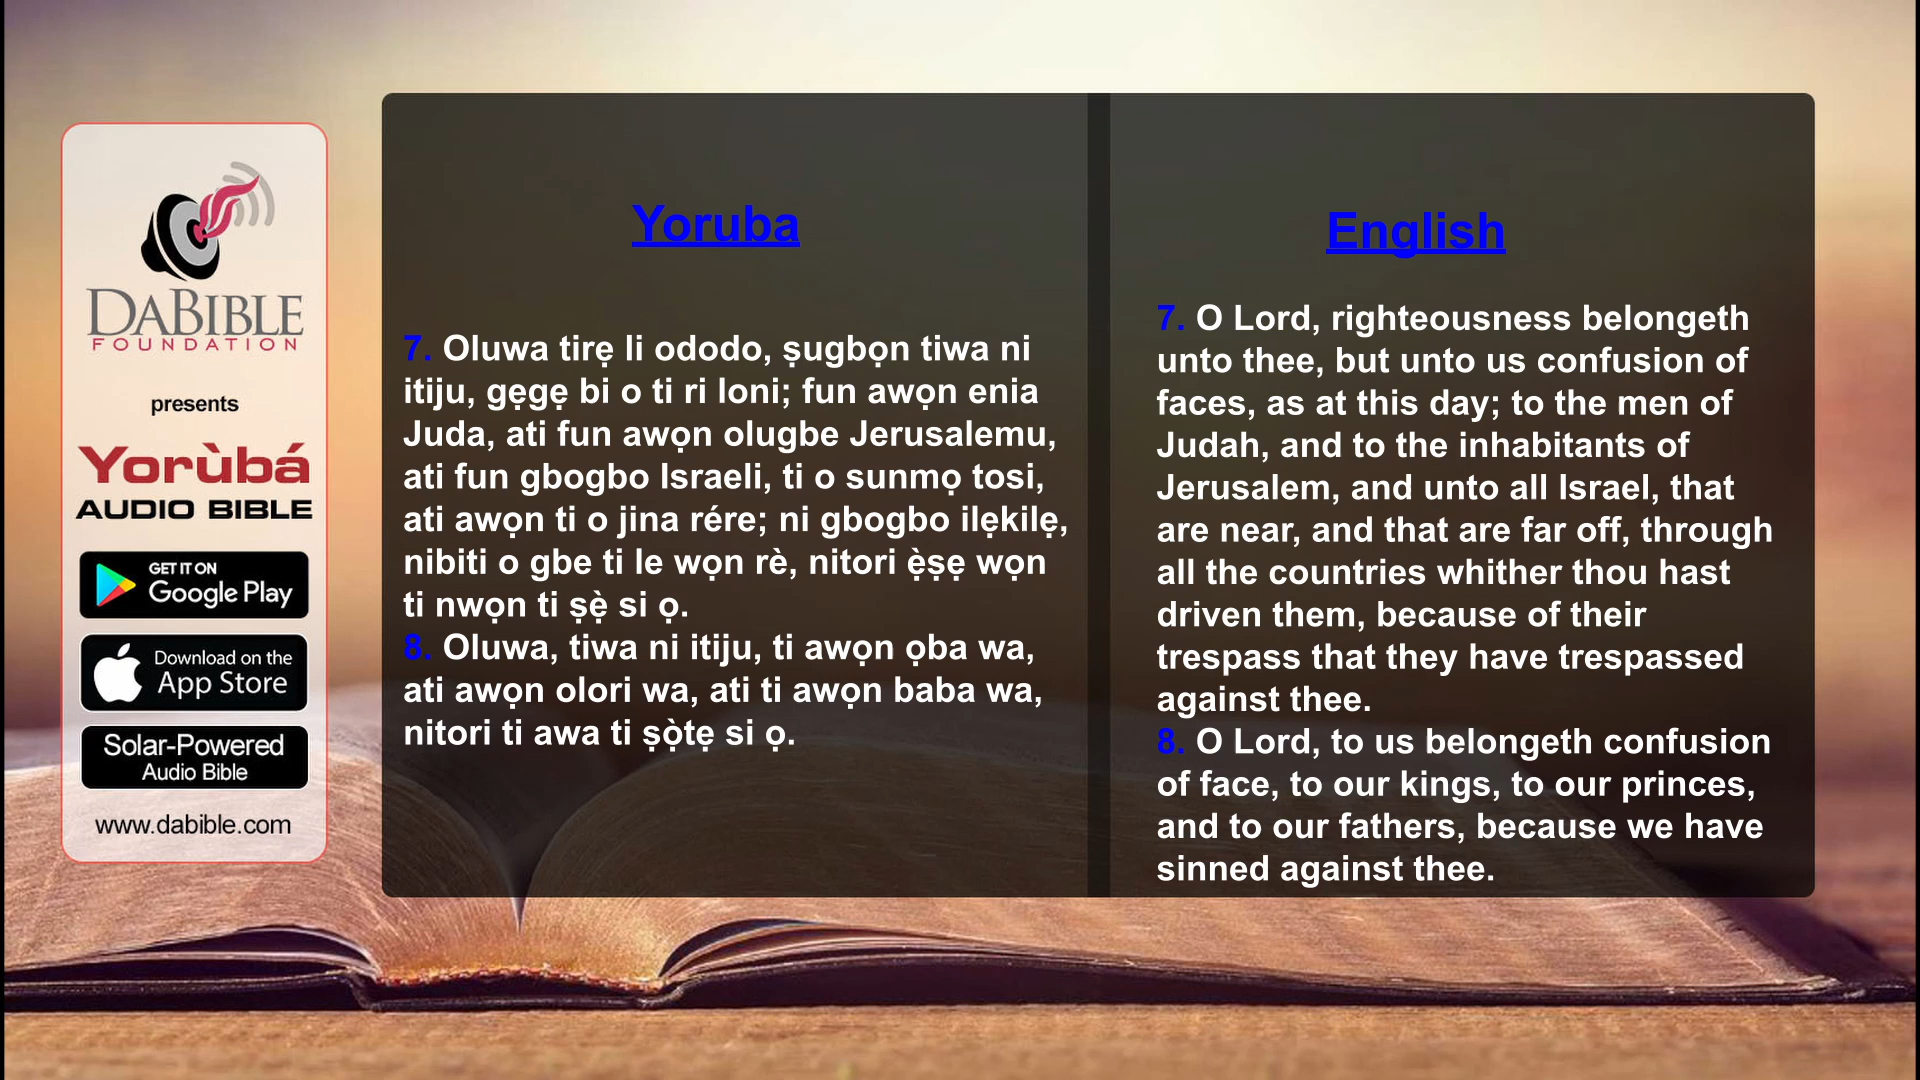 DABIBLE
FOUNDATION
presents
Yorùbá
AUDIO BIBLE
GET IT ON
Google Play
Download on the
App Store
Solar-Powered
Audio Bible
www.dabible.com
Yoruba
7. Oluwa tirẹ li ododo, ṣugbọn tiwa ni
itiju, gẹgẹ bi o ti ri loni; fun awọn enia
Juda, ati fun awọn olugbe Jerusalemu,
ati fun gbogbo Israeli, ti o sunmọ tosi,
ati awọn ti o jina rére; ni gbogbo ilẹkilẹ,
nibiti o gbe ti le wọn rè, nitori ẹ̀ṣẹ wọn
ti nwọn ti ṣẹ̀ si ọ.
8. Oluwa, tiwa ni itiju, ti awọn ọba wa,
ati awọn olori wa, ati ti awọn baba wa,
nitori ti awa ti ṣọ̀tẹ si ọ.
English
7. O Lord, righteousness belongeth
unto thee, but unto us confusion of
faces, as at this day; to the men of
Judah, and to the inhabitants of
Jerusalem, and unto all Israel, that
are near, and that are far off, through
all the countries whither thou hast
driven them, because of their
trespass that they have trespassed
against thee.
8. O Lord, to us belongeth confusion
of face, to our kings, to our princes,
and to our fathers, because we have
sinned against thee.